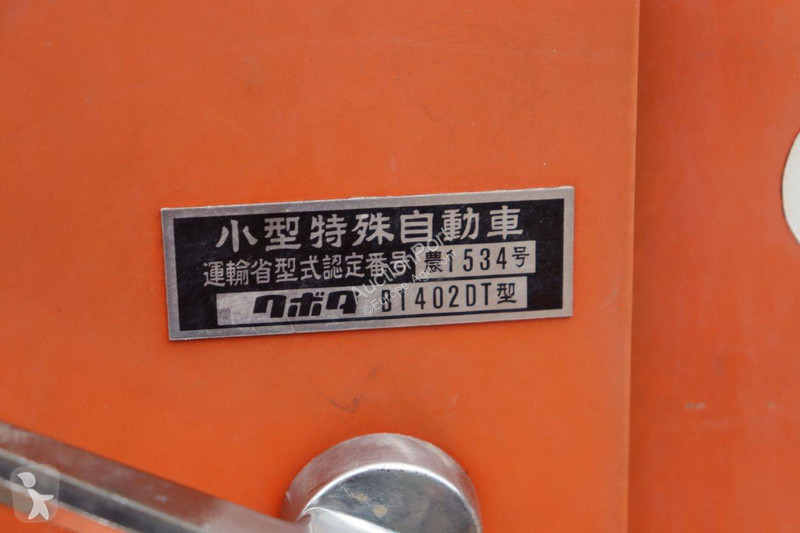 小型特殊自動車
運輸省型式認定番号 農1534号
クボタ B1402DT型
AuctionPort